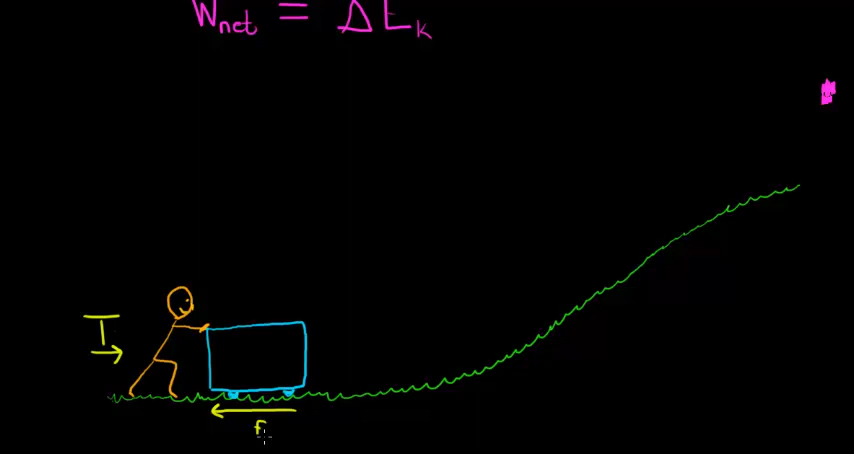 Wnet = ΔEk
I
f